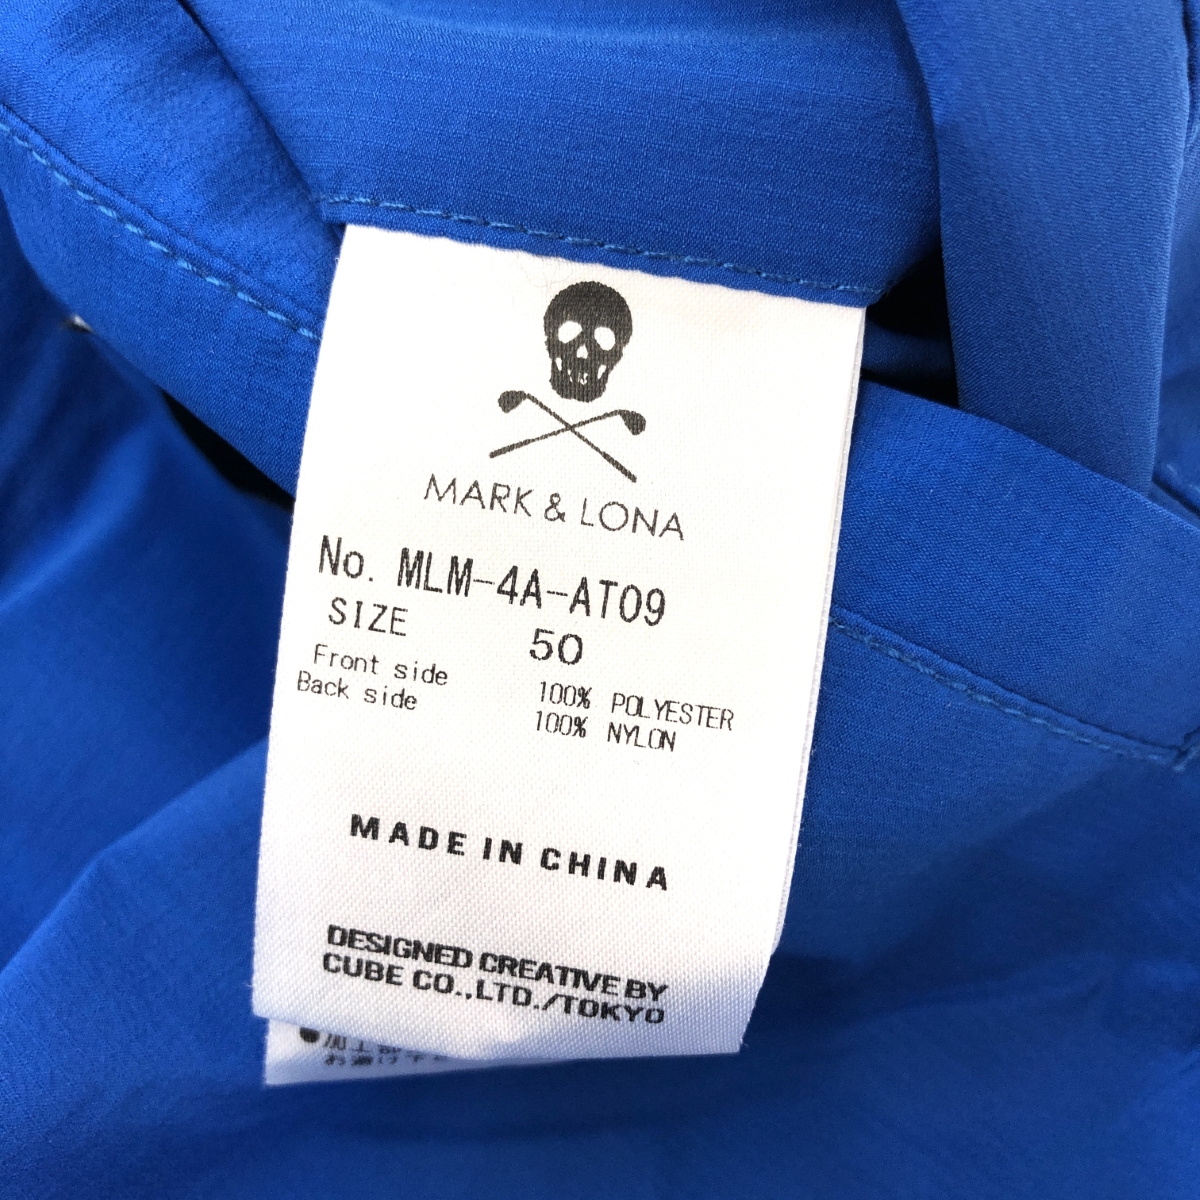 MARK & LONA
No. MLM-4A-AT09
SIZE 50
Front side 100% POLYESTER
Back side 100% NYLON
MADE IN CHINA
DESIGNED CREATIVE BY
CUBE CO.,LTD./TOKYO